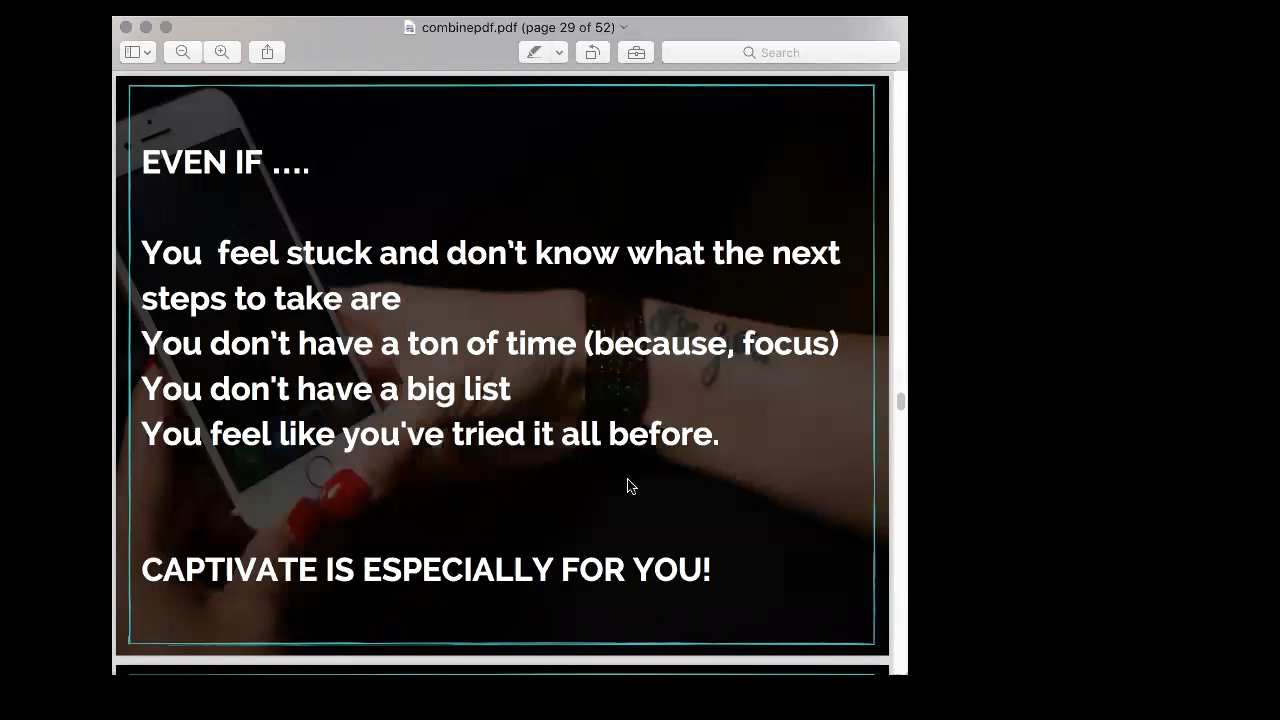 combinepdf.pdf (page 29 of 52)
Search
EVEN IF ....
You  feel stuck and don’t know what the next
steps to take are
You don’t have a ton of time (because, focus)
You don't have a big list
You feel like you've tried it all before.
CAPTIVATE IS ESPECIALLY FOR YOU!